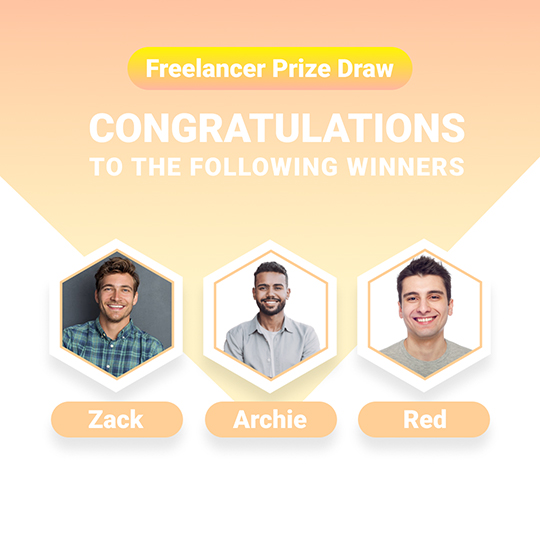 Freelancer Prize Draw
CONGRATULATIONS
TO THE FOLLOWING WINNERS
Zack
Archie
Red